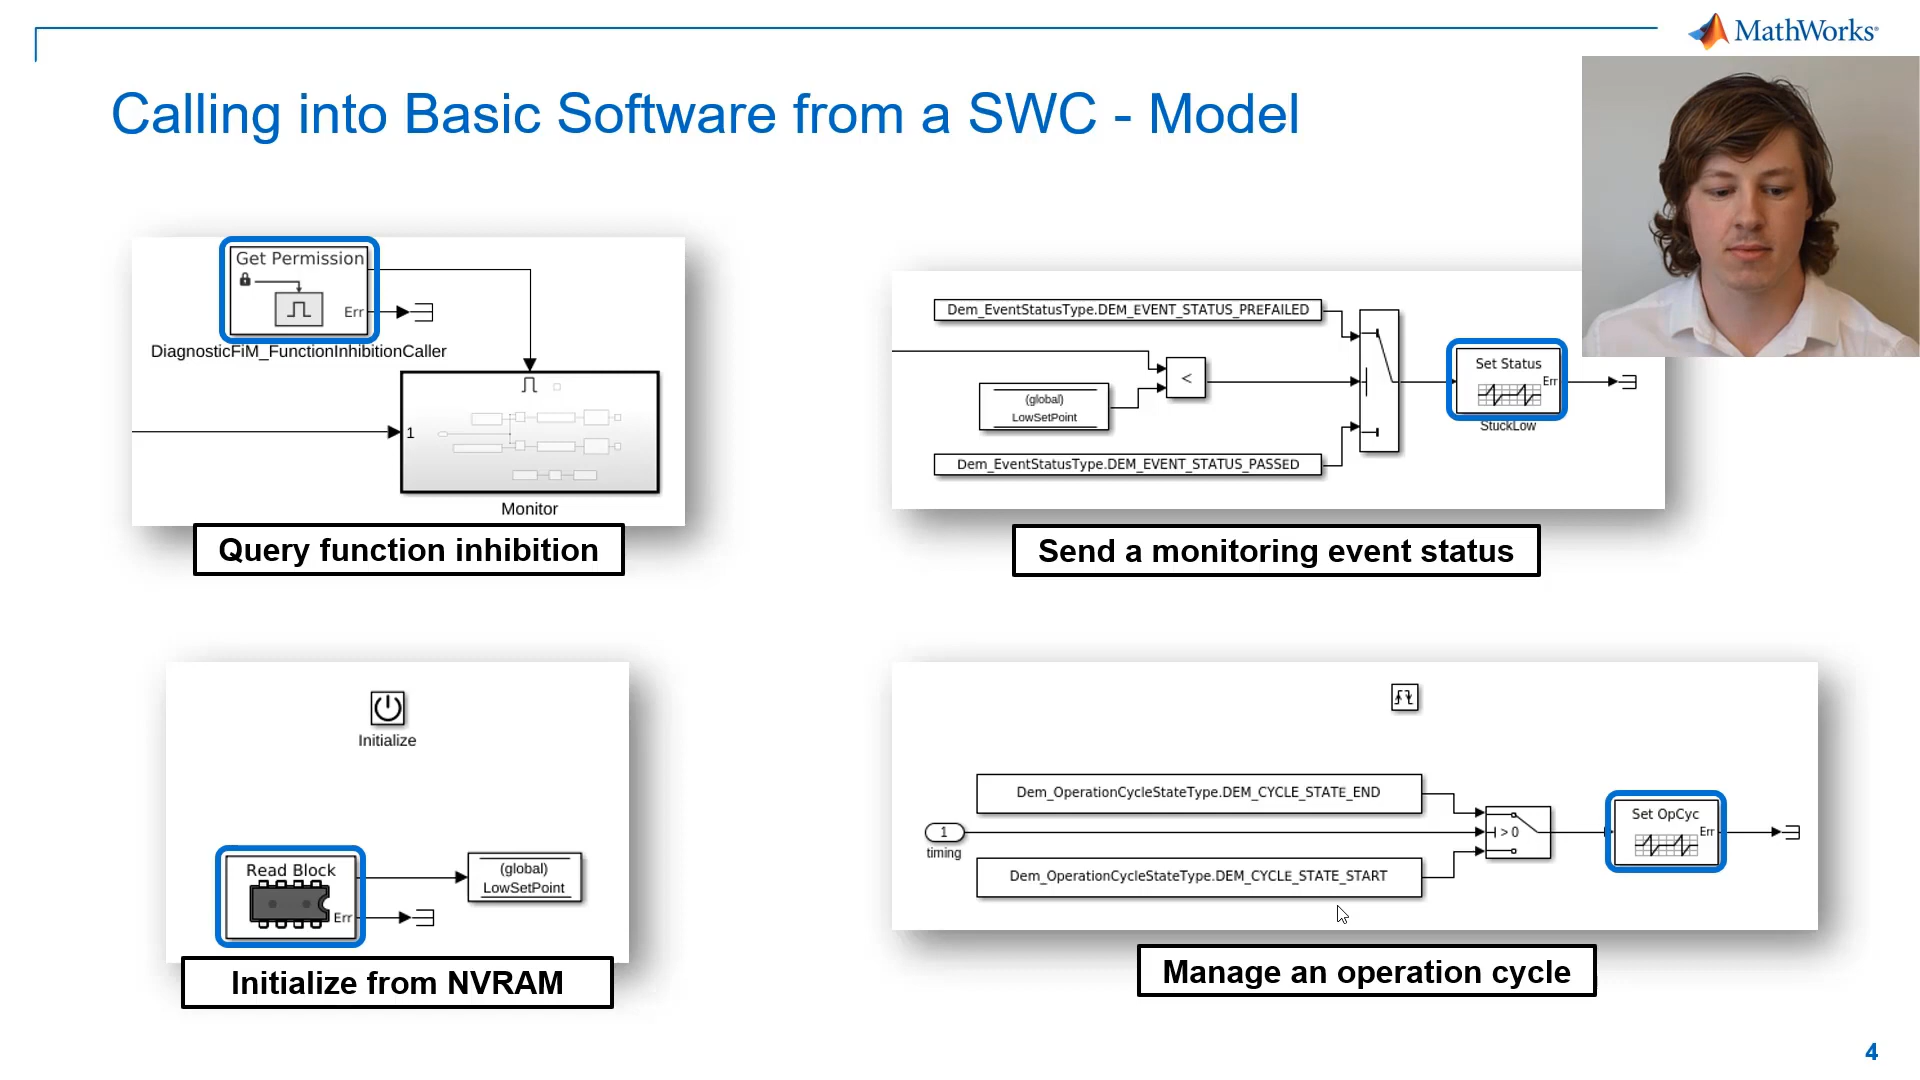 MathWorks®
Calling into Basic Software from a SWC - Model
Get Permission
Err
DiagnosticFiM_FunctionInhibitionCaller
1
Monitor
Query function inhibition
Dem_EventStatusType.DEM_EVENT_STATUS_PREFAILED
<
(global)
LowSetPoint
Dem_EventStatusType.DEM_EVENT_STATUS_PASSED
Set Status
Err
StuckLow
Send a monitoring event status
Initialize
Read Block
Err
(global)
LowSetPoint
Initialize from NVRAM
Dem_OperationCycleStateType.DEM_CYCLE_STATE_END
1
timing
> 0
Dem_OperationCycleStateType.DEM_CYCLE_STATE_START
Set OpCyc
Err
Manage an operation cycle
4